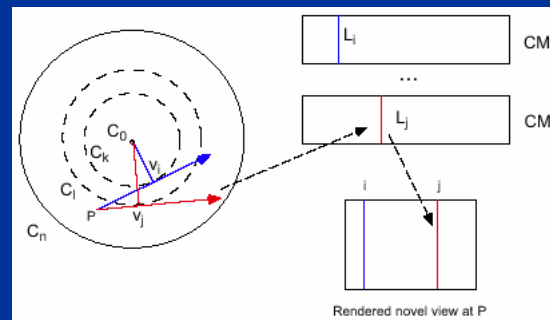 C0
Ck
Cl
Cn
P
vi
vj
Li
CM
...
Lj
CM
i
j
Rendered novel view at P